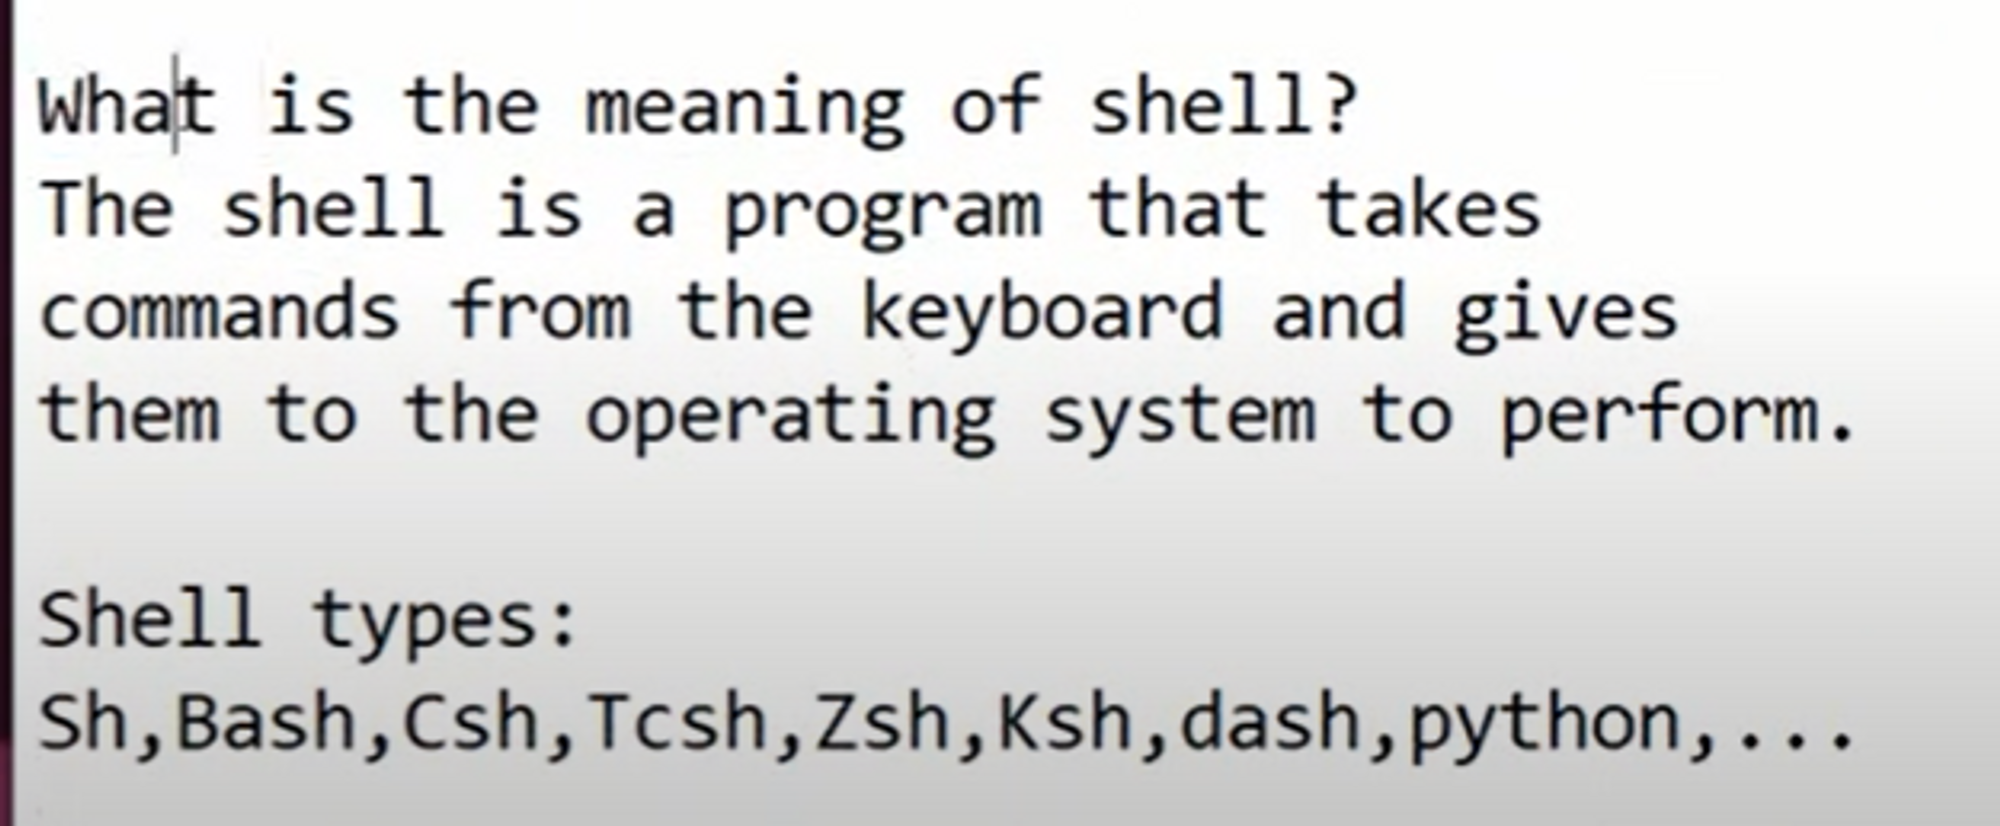 What is the meaning of shell?
The shell is a program that takes
commands from the keyboard and gives
them to the operating system to perform.
Shell types:
Sh,Bash,Csh,Tcsh,Zsh,Ksh,dash,python,...